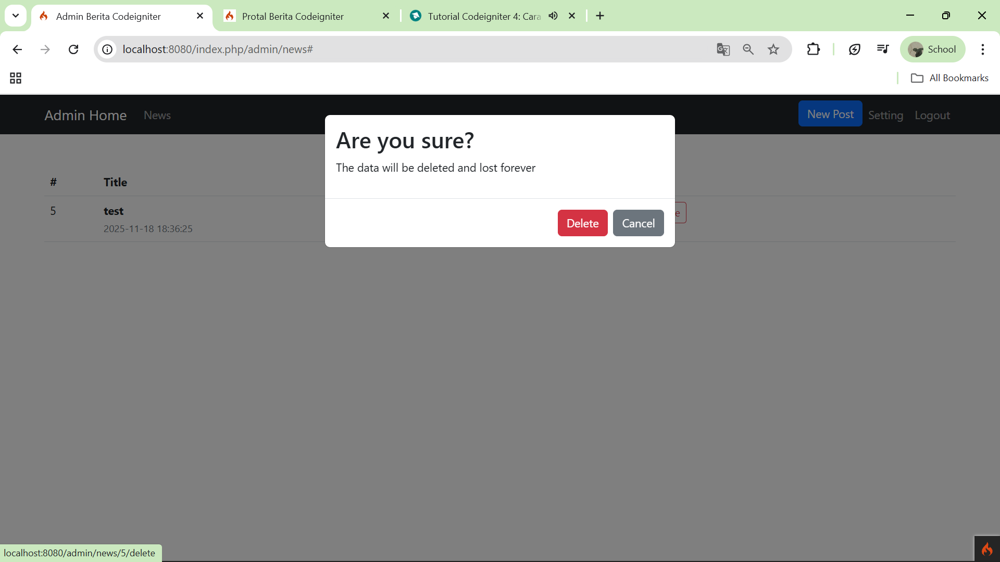 Admin Berita Codeigniter
Protal Berita Codeigniter
Tutorial Codeigniter 4: Cara
localhost:8080/index.php/admin/news#
School
All Bookmarks
Admin Home
News
New Post
Setting
Logout
Are you sure?
The data will be deleted and lost forever
# Title
5 test
2025-11-18 18:36:25
e
Delete
Cancel
localhost:8080/admin/news/5/delete